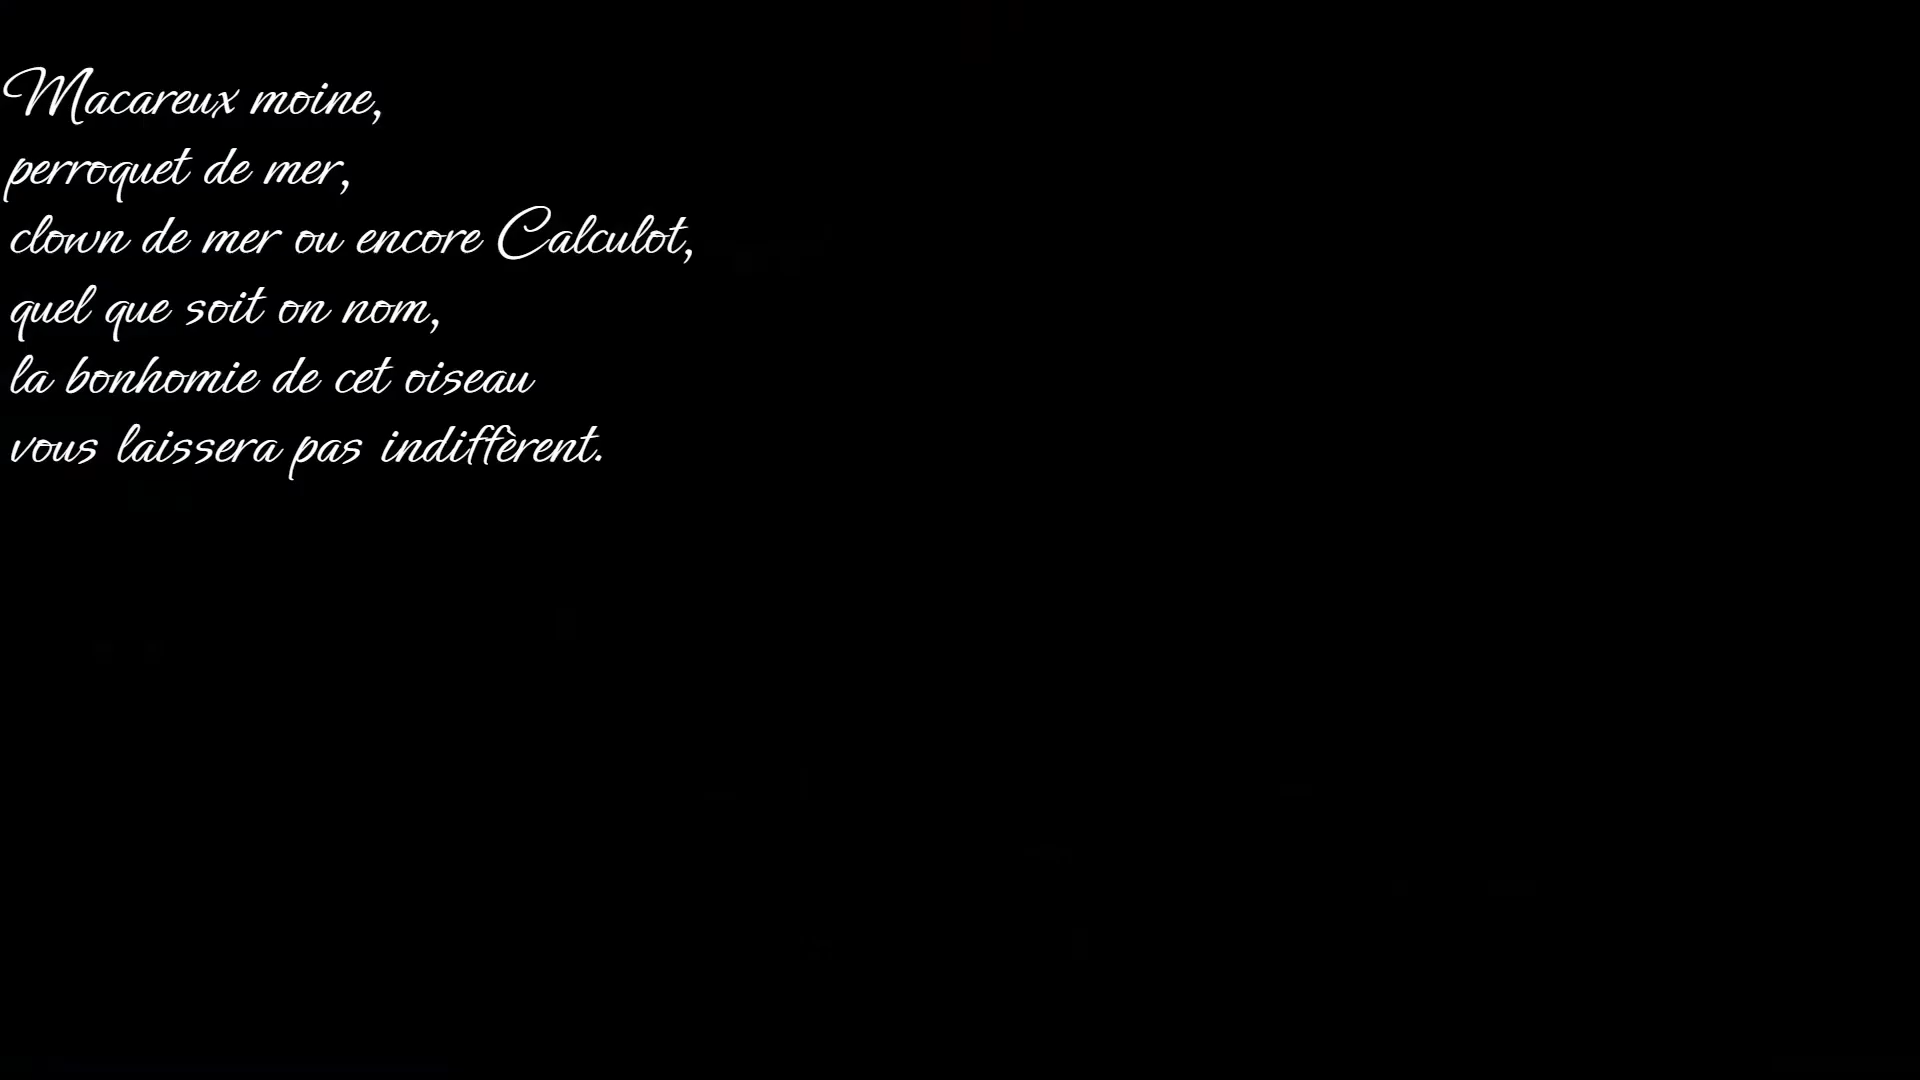 Macareux moine,
perroquet de mer,
clown de mer ou encore Calculot,
quel que soit on nom,
la bonhomie de cet oiseau
vous laissera pas indiffèrent.